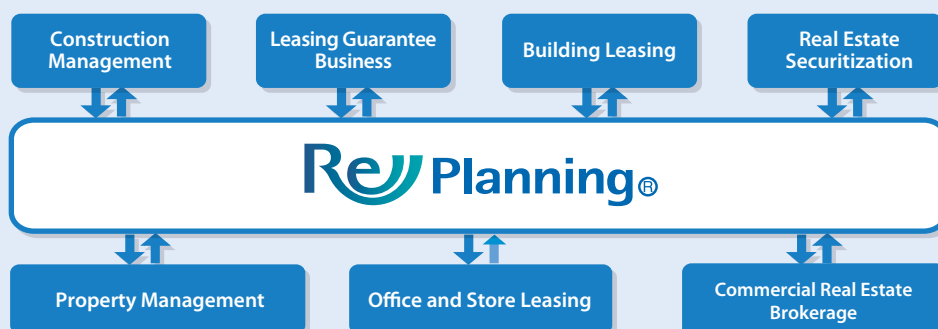 Construction
Management
Leasing Guarantee
Business
Building Leasing
Real Estate
Securitization
Re Planning®
Property Management
Office and Store Leasing
Commercial Real Estate
Brokerage